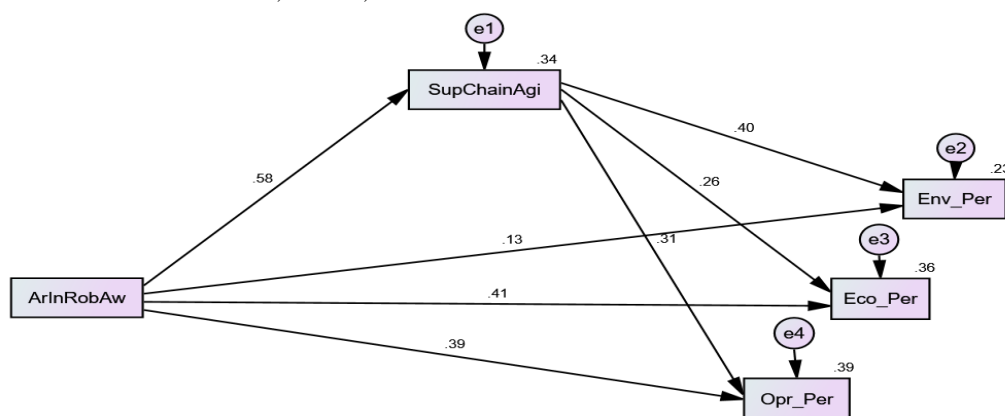 e1
.34
SupChainAgi
.40
e2
.58
.26
.23
Env_Per
.13
.31
e3
.36
ArInRobAw
.41
Eco_Per
e4
.39
.39
Opr_Per